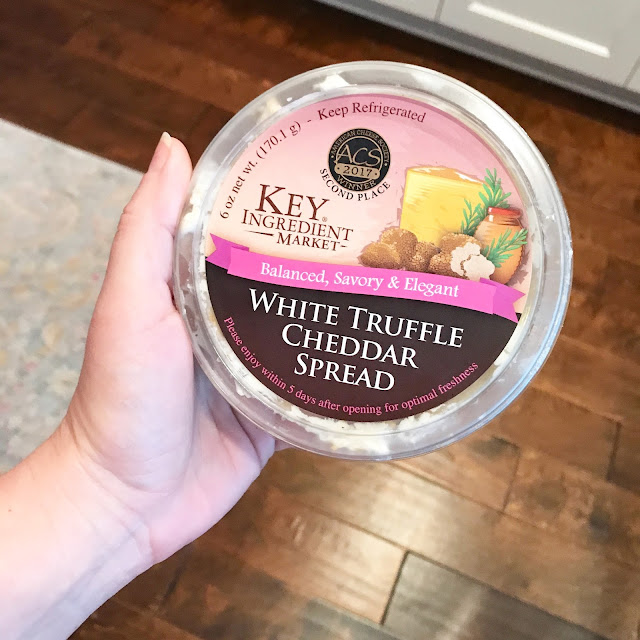 6 oz net wt. (170.1 g) - Keep Refrigerated
AMERICAN CHEESE SOCIETY
ACS
2017
WINNER
SECOND PLACE
KEY®
INGREDIENT
MARKET
Balanced, Savory & Elegant
WHITE TRUFFLE
CHEDDAR
SPREAD
Please enjoy within 5 days after opening for optimal freshness